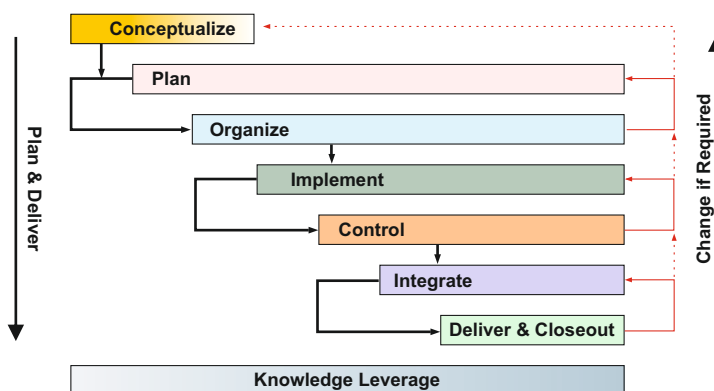 Conceptualize
Plan
Organize
Implement
Control
Integrate
Deliver & Closeout
Knowledge Leverage
Plan & Deliver
Change if Required